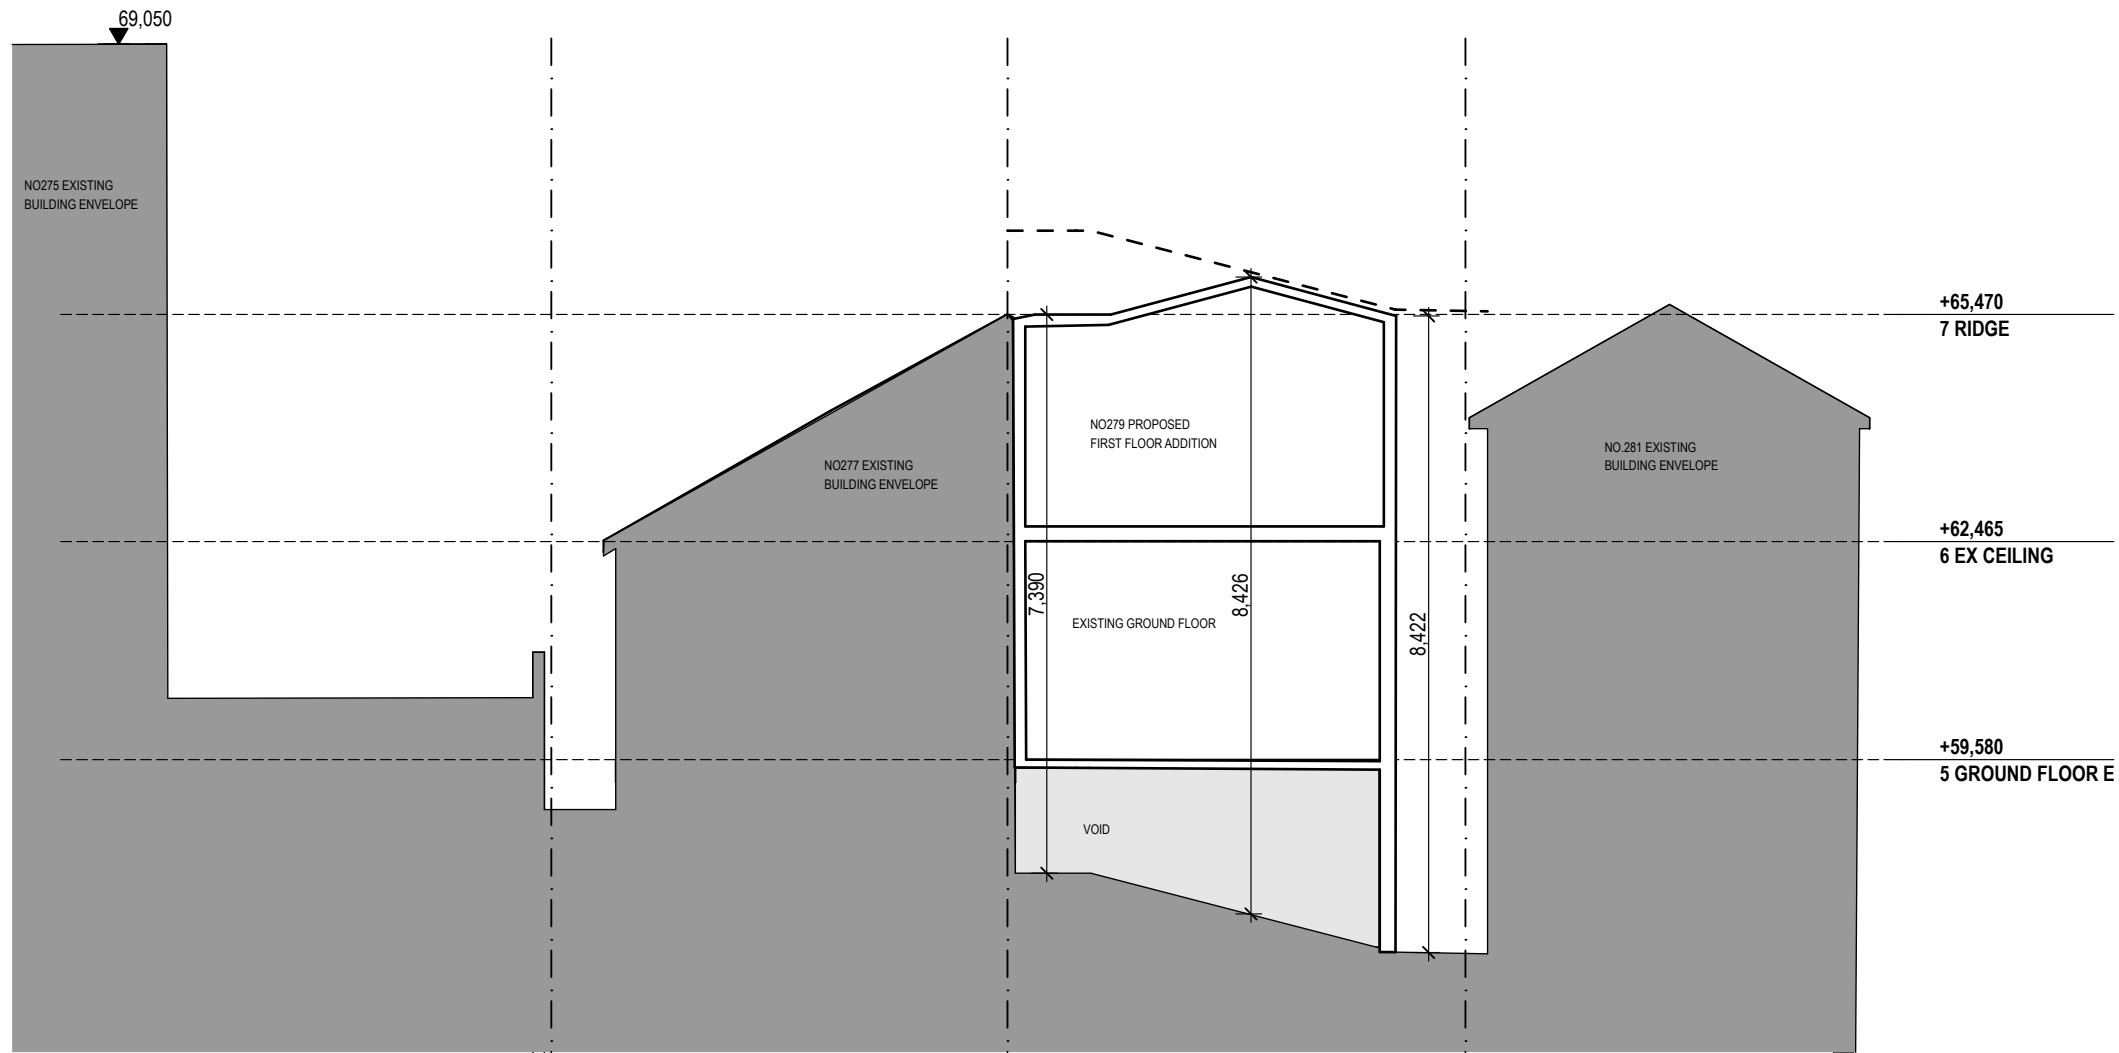 69,050
NO275 EXISTING
BUILDING ENVELOPE
+65,470
7 RIDGE
NO279 PROPOSED
FIRST FLOOR ADDITION
NO277 EXISTING
BUILDING ENVELOPE
NO.281 EXISTING
BUILDING ENVELOPE
+62,465
6 EX CEILING
7,390
8,426
8,422
EXISTING GROUND FLOOR
+59,580
5 GROUND FLOOR E
VOID